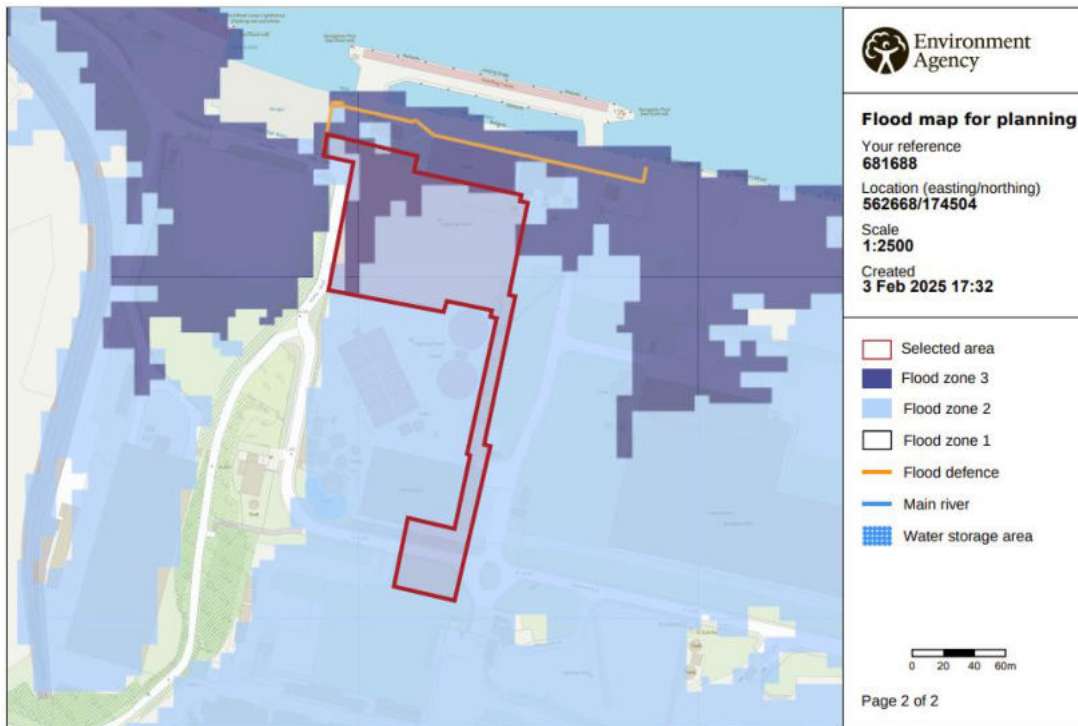 Environment
Agency
Flood map for planning
Your reference
681688
Location (easting/northing)
562668/174504
Scale
1:2500
Created
3 Feb 2025 17:32
Selected area
Flood zone 3
Flood zone 2
Flood zone 1
Flood defence
Main river
Water storage area
0 20 40 60m
Page 2 of 2